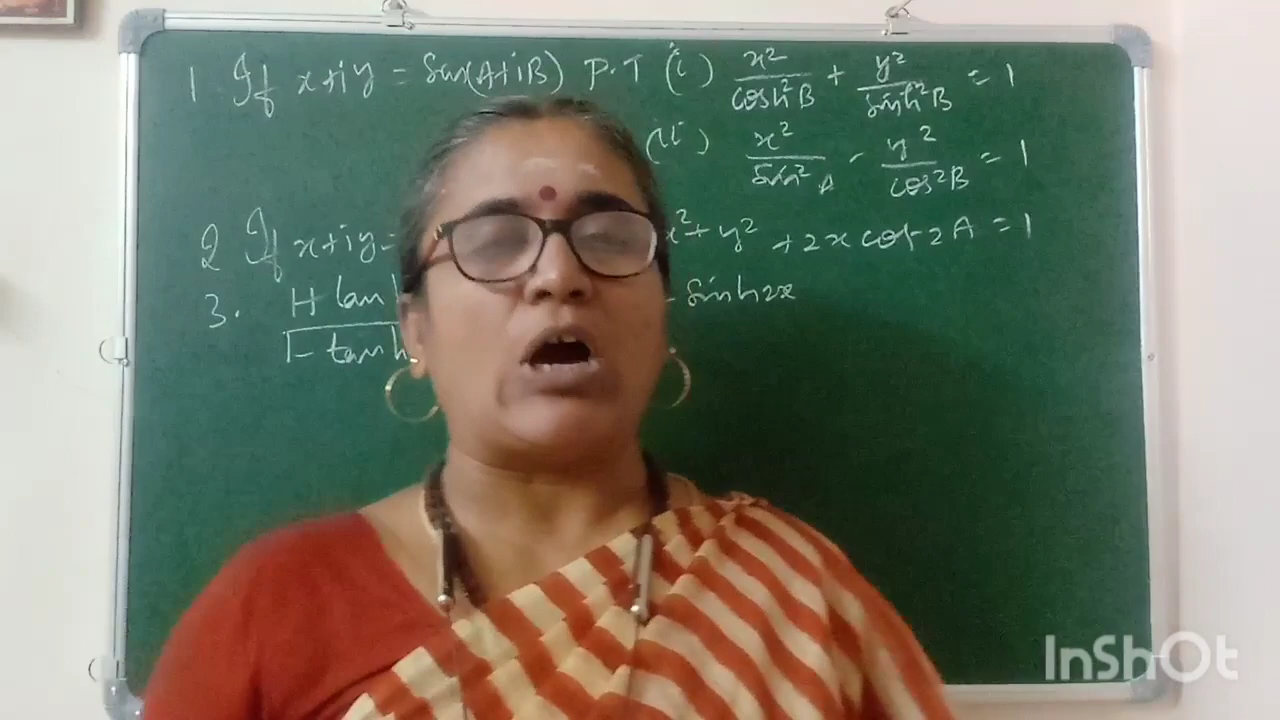 1 If x+iy = Sin(A+iB) P.T (i) x²/cosh²B + y²/sinh²B = 1
(ii) x²/sin²A - y²/cos²B = 1
2 If x+iy = x²+y² + 2x cot 2A = 1
3. 1+tanh / 1-tanh sinh2x
InShOt